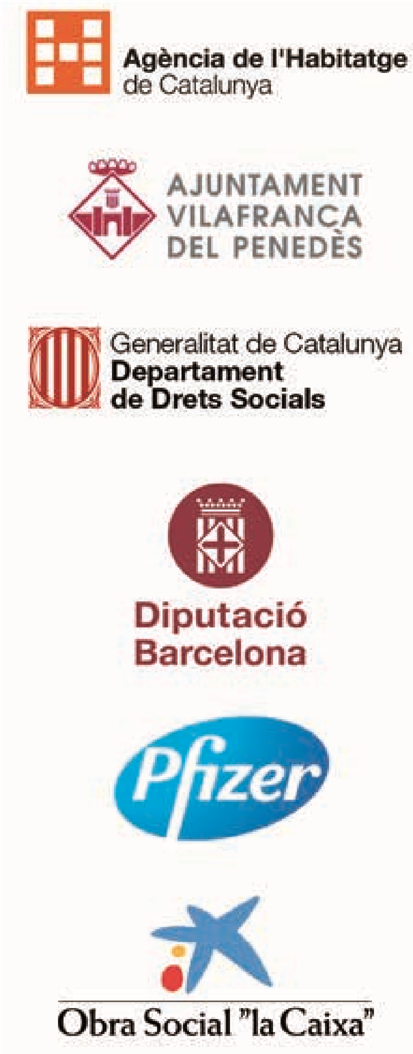 Agència de l'Habitatge
de Catalunya
AJUNTAMENT
VILAFRANCA
DEL PENEDÈS
Generalitat de Catalunya
Departament
de Drets Socials
Diputació
Barcelona
Pfizer
Obra Social "la Caixa"